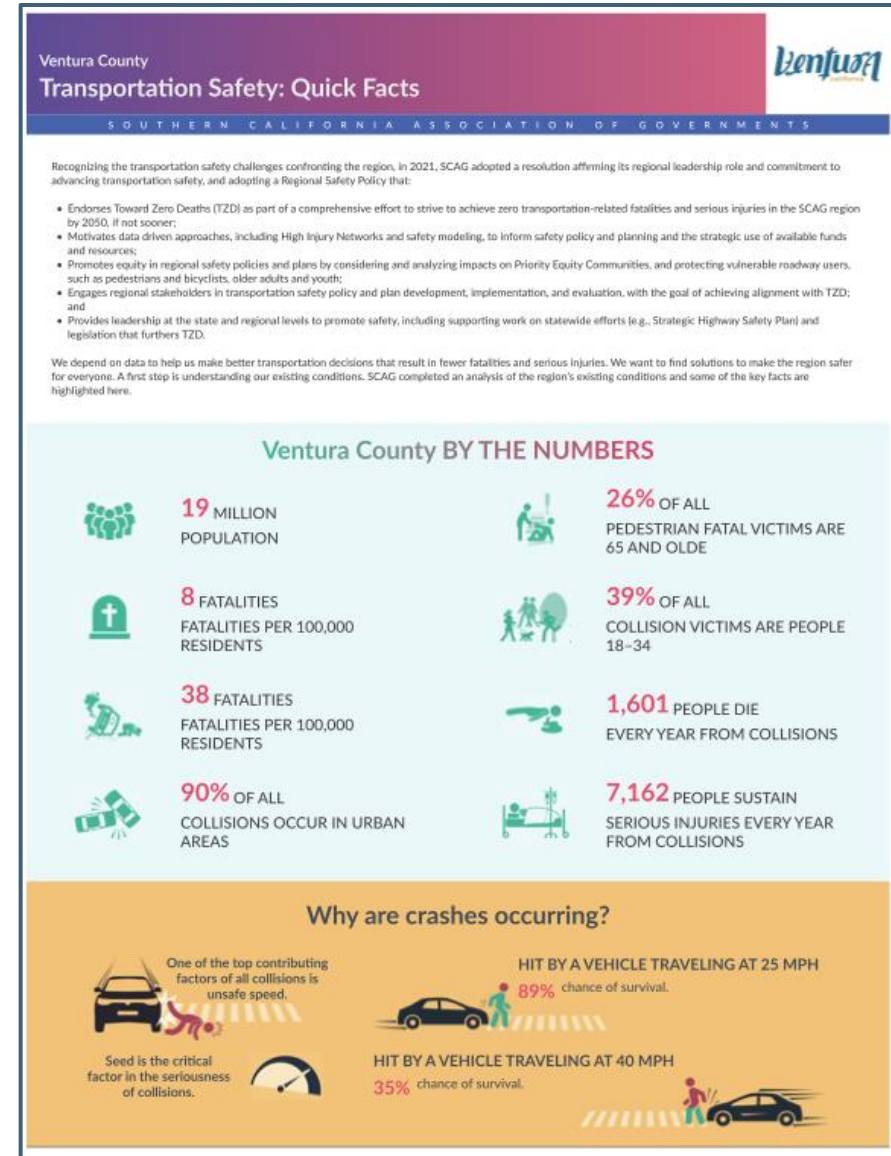 Ventura County
Transportation Safety: Quick Facts
Ventura
california
SOUTHERN CALIFORNIA ASSOCIATION OF GOVERNMENTS
Recognizing the transportation safety challenges confronting the region, in 2021, SCAG adopted a resolution affirming its regional leadership role and commitment to
advancing transportation safety, and adopting a Regional Safety Policy that:
• Endorses Toward Zero Deaths (TZD) as part of a comprehensive effort to strive to achieve zero transportation-related fatalities and serious injuries in the SCAG region
by 2050, if not sooner;
• Motivates data driven approaches, including High Injury Networks and safety modeling, to inform safety policy and planning and the strategic use of available funds
and resources;
• Promotes equity in regional safety policies and plans by considering and analyzing impacts on Priority Equity Communities, and protecting vulnerable roadway users,
such as pedestrians and bicyclists, older adults and youth;
• Engages regional stakeholders in transportation safety policy and plan development, implementation, and evaluation, with the goal of achieving alignment with TZD;
and
• Provides leadership at the state and regional levels to promote safety, including supporting work on statewide efforts (e.g., Strategic Highway Safety Plan) and
legislation that furthers TZD.
We depend on data to help us make better transportation decisions that result in fewer fatalities and serious injuries. We want to find solutions to make the region safer
for everyone. A first step is understanding our existing conditions. SCAG completed an analysis of the region's existing conditions and some of the key facts are
highlighted here.
Ventura County BY THE NUMBERS
19 MILLION
POPULATION
8 FATALITIES
FATALITIES PER 100,000
RESIDENTS
38 FATALITIES
FATALITIES PER 100,000
RESIDENTS
90% OF ALL
COLLISIONS OCCUR IN URBAN
AREAS
26% OF ALL
PEDESTRIAN FATAL VICTIMS ARE
65 AND OLDE
39% OF ALL
COLLISION VICTIMS ARE PEOPLE
18–34
1,601 PEOPLE DIE
EVERY YEAR FROM COLLISIONS
7,162 PEOPLE SUSTAIN
SERIOUS INJURIES EVERY YEAR
FROM COLLISIONS
Why are crashes occurring?
One of the top contributing
factors of all collisions is
unsafe speed.
Seed is the critical
factor in the seriousness
of collisions.
HIT BY A VEHICLE TRAVELING AT 25 MPH
89% chance of survival.
HIT BY A VEHICLE TRAVELING AT 40 MPH
35% chance of survival.